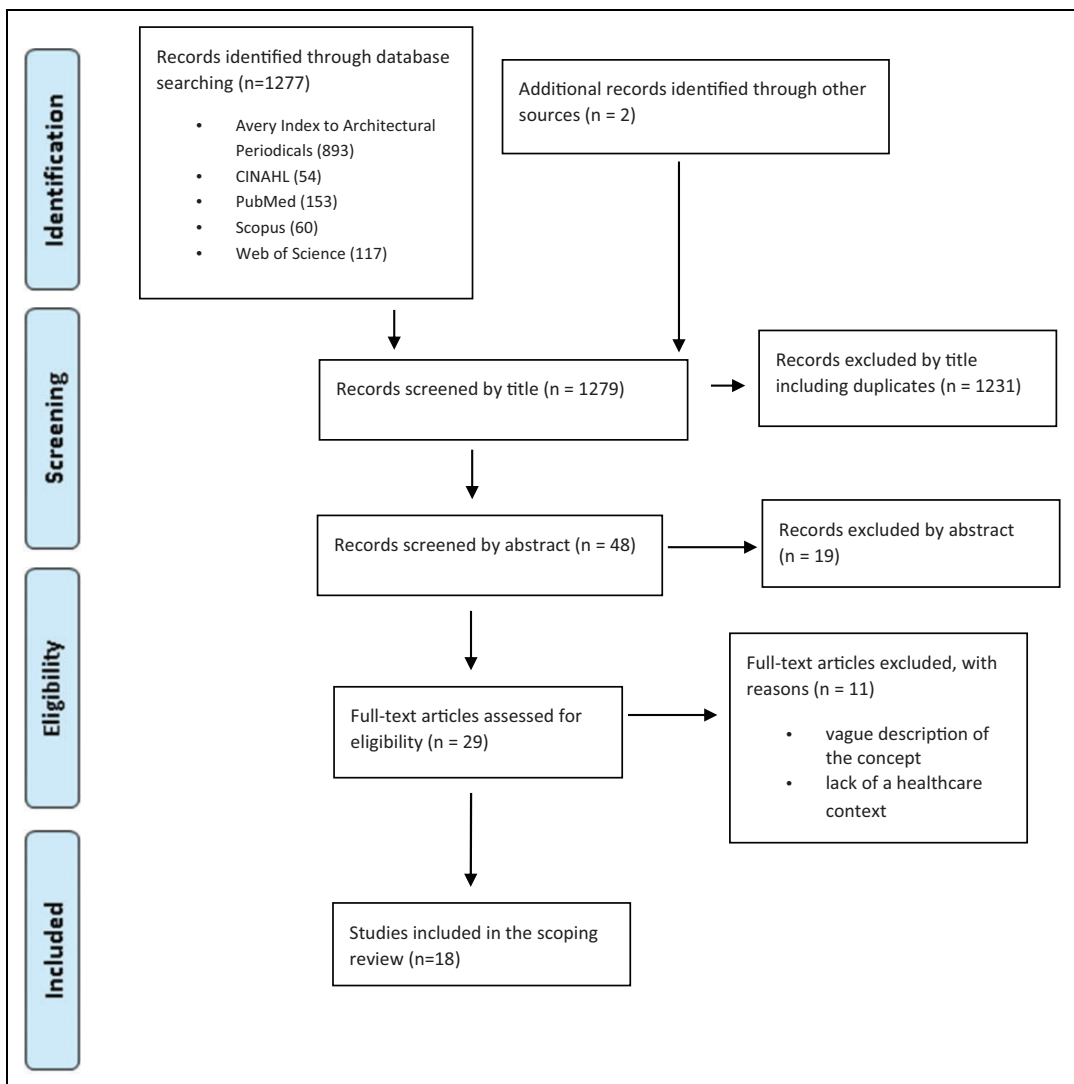 Identification
Records identified through database
searching (n=1277)
• Avery Index to Architectural
Periodicals (893)
• CINAHL (54)
• PubMed (153)
• Scopus (60)
• Web of Science (117)
Additional records identified through other
sources (n = 2)
Screening
Records screened by title (n = 1279)
Records excluded by title
including duplicates (n = 1231)
Records screened by abstract (n = 48)
Records excluded by abstract
(n = 19)
Eligibility
Full-text articles assessed for
eligibility (n = 29)
Full-text articles excluded, with
reasons (n = 11)
• vague description of
the concept
• lack of a healthcare
context
Included
Studies included in the scoping
review (n=18)